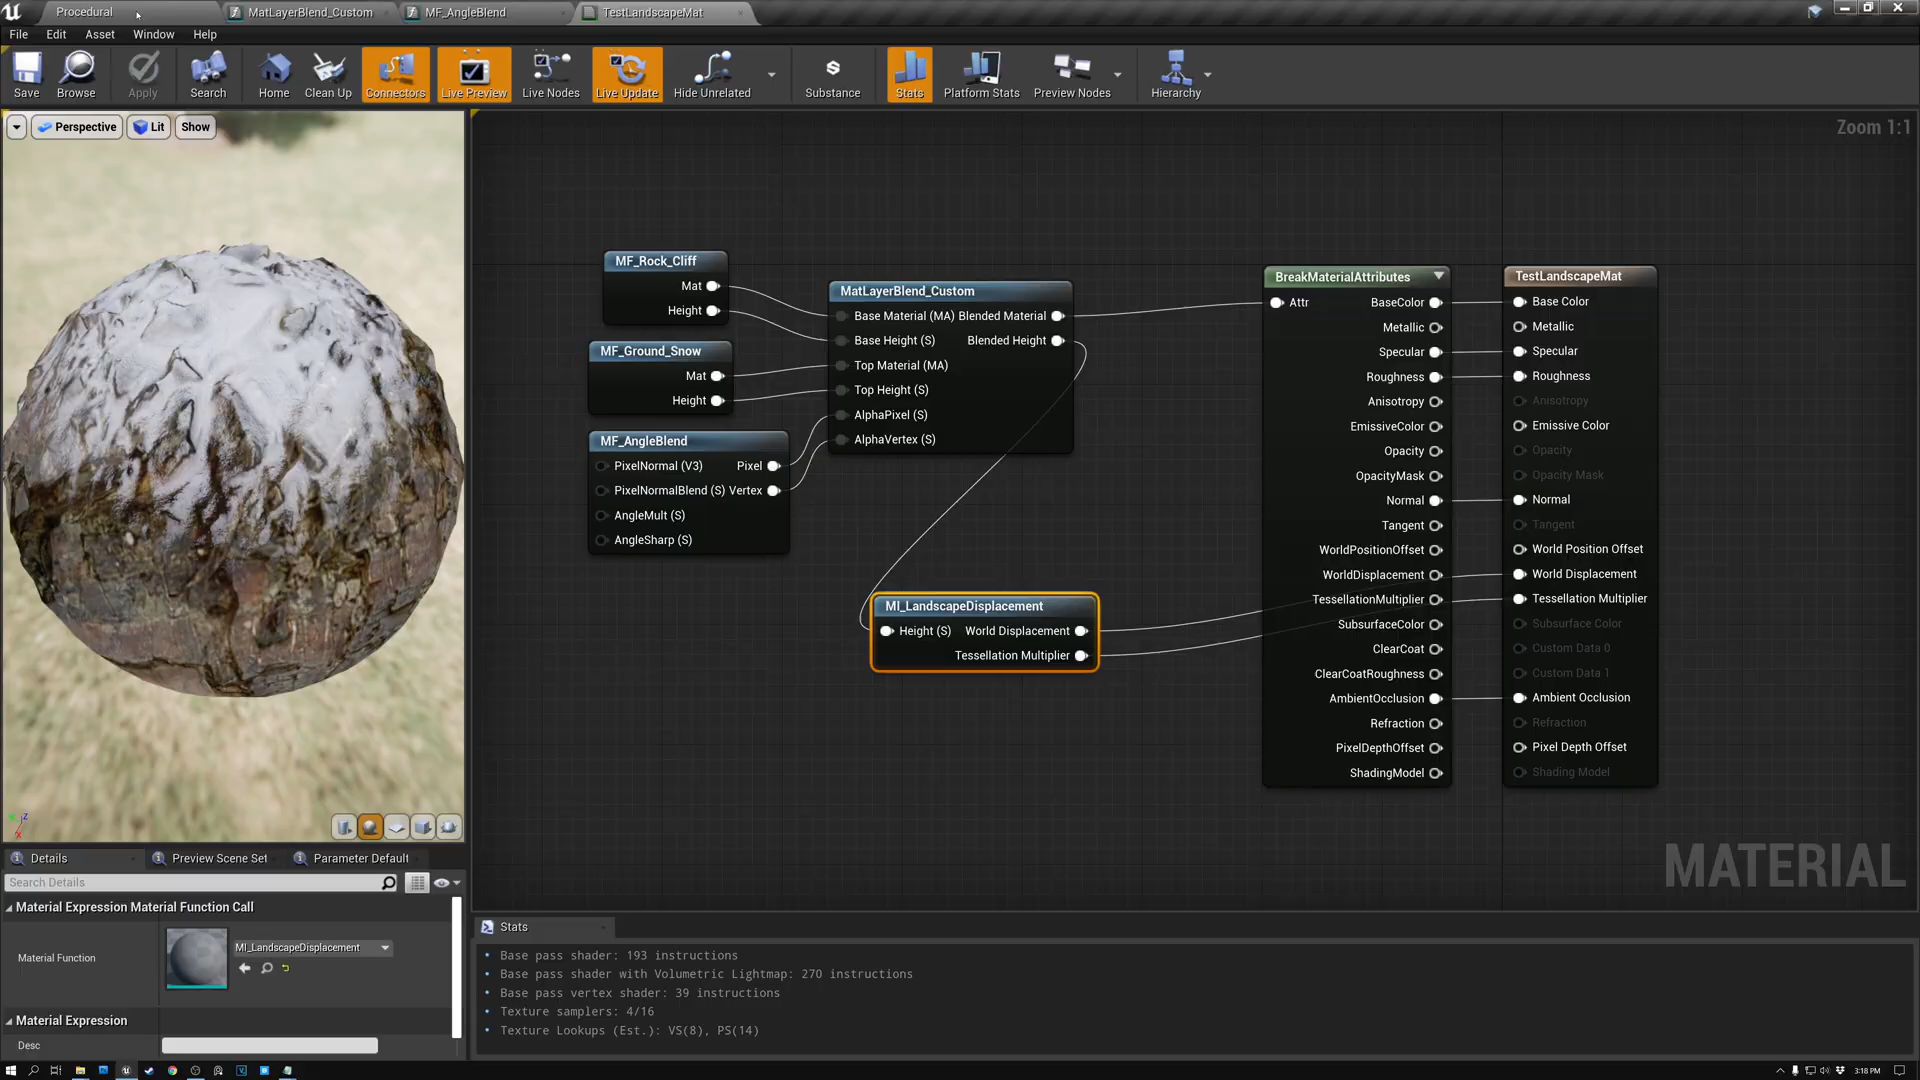 Procedural
MatLayerBlend_Custom
MF_AngleBlend
TestLandscapeMat
File
Edit
Asset
Window
Help
Save
Browse
Apply
Search
Home
Clean Up
Connectors
Live Preview
Live Nodes
Live Update
Hide Unrelated
Substance
Stats
Platform Stats
Preview Nodes
Hierarchy
Perspective
Lit
Show
Zoom 1:1
MF_Rock_Cliff
Mat
Height
MF_Ground_Snow
Mat
Height
MF_AngleBlend
PixelNormal (V3) Pixel
PixelNormalBlend (S) Vertex
AngleMult (S)
AngleSharp (S)
MatLayerBlend_Custom
Base Material (MA) Blended Material
Base Height (S) Blended Height
Top Material (MA)
Top Height (S)
AlphaPixel (S)
AlphaVertex (S)
MI_LandscapeDisplacement
Height (S) World Displacement
Tessellation Multiplier
BreakMaterialAttributes
Attr BaseColor
Metallic
Specular
Roughness
Anisotropy
EmissiveColor
Opacity
OpacityMask
Normal
Tangent
WorldPositionOffset
WorldDisplacement
TessellationMultiplier
SubsurfaceColor
ClearCoat
ClearCoatRoughness
AmbientOcclusion
Refraction
PixelDepthOffset
ShadingModel
TestLandscapeMat
Base Color
Metallic
Specular
Roughness
Anisotropy
Emissive Color
Opacity
Opacity Mask
Normal
Tangent
World Position Offset
World Displacement
Tessellation Multiplier
Subsurface Color
Custom Data 0
Custom Data 1
Ambient Occlusion
Refraction
Pixel Depth Offset
Shading Model
MATERIAL
Z
X
Details
Preview Scene Set
Parameter Default
Search Details
Material Expression Material Function Call
Material Function
MI_LandscapeDisplacement
Material Expression
Desc
Stats
• Base pass shader: 193 instructions
• Base pass shader with Volumetric Lightmap: 270 instructions
• Base pass vertex shader: 39 instructions
• Texture samplers: 4/16
• Texture Lookups (Est.): VS(8), PS(14)
3:18 PM